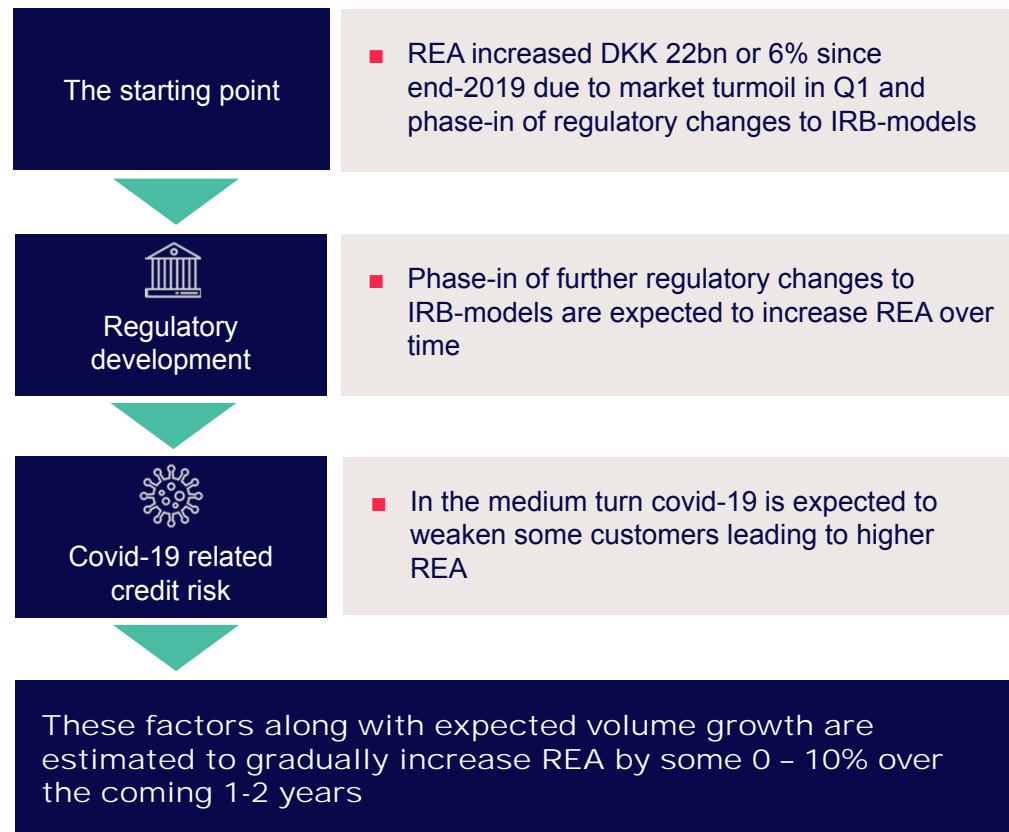 The starting point
■ REA increased DKK 22bn or 6% since
end-2019 due to market turmoil in Q1 and
phase-in of regulatory changes to IRB-models
Regulatory
development
■ Phase-in of further regulatory changes to
IRB-models are expected to increase REA over
time
Covid-19 related
credit risk
■ In the medium turn covid-19 is expected to
weaken some customers leading to higher
REA
These factors along with expected volume growth are
estimated to gradually increase REA by some 0 – 10% over
the coming 1-2 years